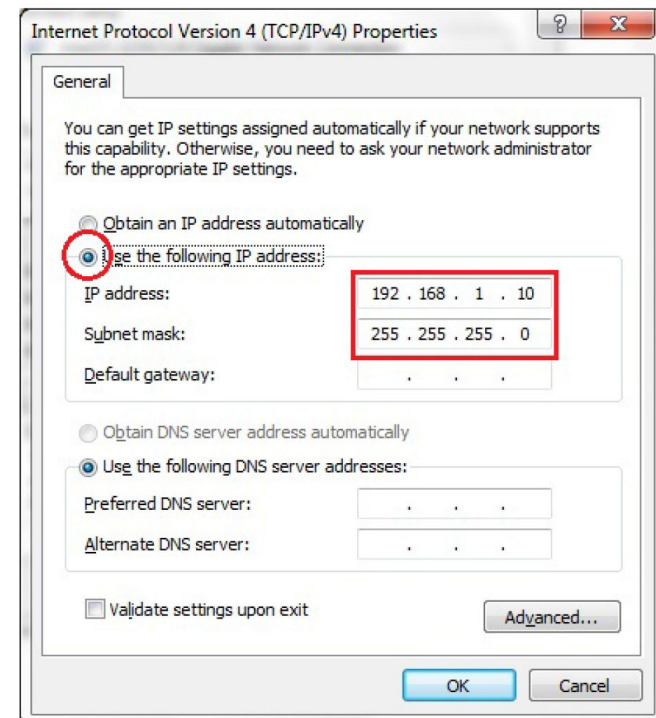 Internet Protocol Version 4 (TCP/IPv4) Properties
General
You can get IP settings assigned automatically if your network supports
this capability. Otherwise, you need to ask your network administrator
for the appropriate IP settings.
Obtain an IP address automatically
Use the following IP address:
IP address: 192 . 168 . 1 . 10
Subnet mask: 255 . 255 . 255 . 0
Default gateway: . . .
Obtain DNS server address automatically
Use the following DNS server addresses:
Preferred DNS server: . . .
Alternate DNS server: . . .
Validate settings upon exit
Advanced...
OK Cancel